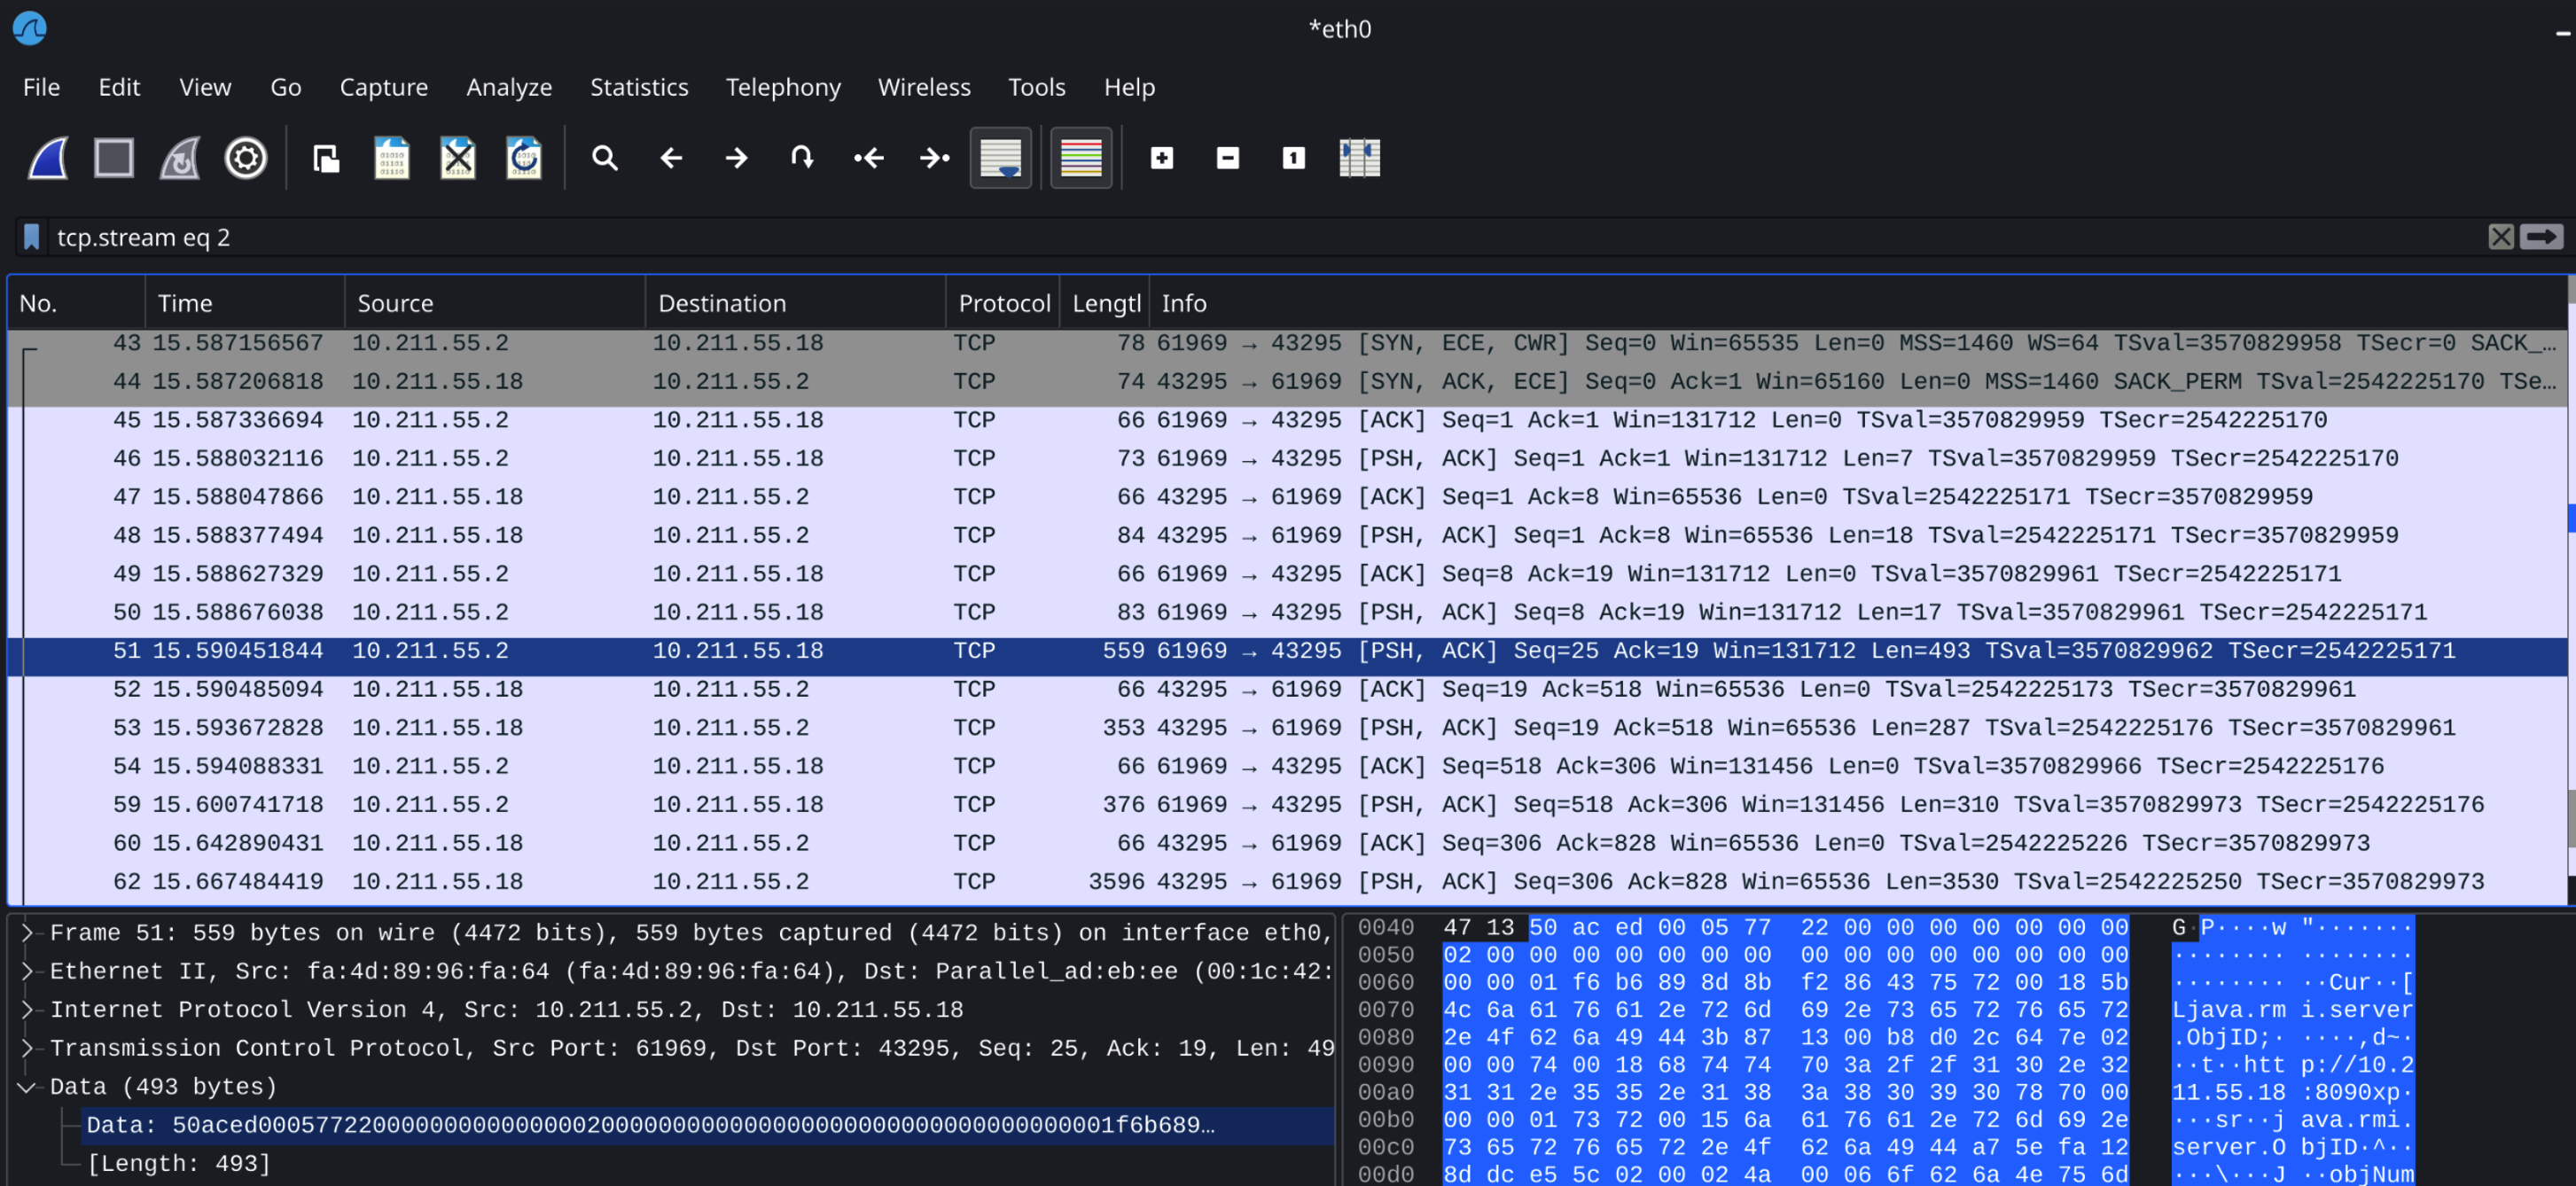 *eth0
File Edit View Go Capture Analyze Statistics Telephony Wireless Tools Help
tcp.stream eq 2
No. Time Source Destination Protocol Lengtl Info
43 15.587156567 10.211.55.2 10.211.55.18 TCP 78 61969 → 43295 [SYN, ECE, CWR] Seq=0 Win=65535 Len=0 MSS=1460 WS=64 TSval=3570829958 TSecr=0 SACK_…
44 15.587206818 10.211.55.18 10.211.55.2 TCP 74 43295 → 61969 [SYN, ACK, ECE] Seq=0 Ack=1 Win=65160 Len=0 MSS=1460 SACK_PERM TSval=2542225170 TSe…
45 15.587336694 10.211.55.2 10.211.55.18 TCP 66 61969 → 43295 [ACK] Seq=1 Ack=1 Win=131712 Len=0 TSval=3570829959 TSecr=2542225170
46 15.588032116 10.211.55.2 10.211.55.18 TCP 73 61969 → 43295 [PSH, ACK] Seq=1 Ack=1 Win=131712 Len=7 TSval=3570829959 TSecr=2542225170
47 15.588047866 10.211.55.18 10.211.55.2 TCP 66 43295 → 61969 [ACK] Seq=1 Ack=8 Win=65536 Len=0 TSval=2542225171 TSecr=3570829959
48 15.588377494 10.211.55.18 10.211.55.2 TCP 84 43295 → 61969 [PSH, ACK] Seq=1 Ack=8 Win=65536 Len=18 TSval=2542225171 TSecr=3570829959
49 15.588627329 10.211.55.2 10.211.55.18 TCP 66 61969 → 43295 [ACK] Seq=8 Ack=19 Win=131712 Len=0 TSval=3570829961 TSecr=2542225171
50 15.588676038 10.211.55.2 10.211.55.18 TCP 83 61969 → 43295 [PSH, ACK] Seq=8 Ack=19 Win=131712 Len=17 TSval=3570829961 TSecr=2542225171
51 15.590451844 10.211.55.2 10.211.55.18 TCP 559 61969 → 43295 [PSH, ACK] Seq=25 Ack=19 Win=131712 Len=493 TSval=3570829962 TSecr=2542225171
52 15.590485094 10.211.55.18 10.211.55.2 TCP 66 43295 → 61969 [ACK] Seq=19 Ack=518 Win=65536 Len=0 TSval=2542225173 TSecr=3570829961
53 15.593672828 10.211.55.18 10.211.55.2 TCP 353 43295 → 61969 [PSH, ACK] Seq=19 Ack=518 Win=65536 Len=287 TSval=2542225176 TSecr=3570829961
54 15.594088331 10.211.55.2 10.211.55.18 TCP 66 61969 → 43295 [ACK] Seq=518 Ack=306 Win=131456 Len=0 TSval=3570829966 TSecr=2542225176
59 15.600741718 10.211.55.2 10.211.55.18 TCP 376 61969 → 43295 [PSH, ACK] Seq=518 Ack=306 Win=131456 Len=310 TSval=3570829973 TSecr=2542225176
60 15.642890431 10.211.55.18 10.211.55.2 TCP 66 43295 → 61969 [ACK] Seq=306 Ack=828 Win=65536 Len=0 TSval=2542225226 TSecr=3570829973
62 15.667484419 10.211.55.18 10.211.55.2 TCP 3596 43295 → 61969 [PSH, ACK] Seq=306 Ack=828 Win=65536 Len=3530 TSval=2542225250 TSecr=3570829973
Frame 51: 559 bytes on wire (4472 bits), 559 bytes captured (4472 bits) on interface eth0,
Ethernet II, Src: fa:4d:89:96:fa:64 (fa:4d:89:96:fa:64), Dst: Parallel_ad:eb:ee (00:1c:42:
Internet Protocol Version 4, Src: 10.211.55.2, Dst: 10.211.55.18
Transmission Control Protocol, Src Port: 61969, Dst Port: 43295, Seq: 25, Ack: 19, Len: 49
Data (493 bytes)
Data: 50aced00057722000000000000000200000000000000000000000000000001f6b689…
[Length: 493]
0040 47 13 50 ac ed 00 05 77 22 00 00 00 00 00 00 00 G·P····w "·······
0050 02 00 00 00 00 00 00 00 00 00 00 00 00 00 00 00 ········ ········
0060 00 00 01 f6 b6 89 8d 8b f2 86 43 75 72 00 18 5b ········ ··Cur··[
0070 4c 6a 61 76 61 2e 72 6d 69 2e 73 65 72 76 65 72 Ljava.rm i.server
0080 2e 4f 62 6a 49 44 3b 87 13 00 b8 d0 2c 64 7e 02 .ObjID;· ····,d~·
0090 00 00 74 00 18 68 74 74 70 3a 2f 2f 31 30 2e 32 ··t··htt p://10.2
00a0 31 31 2e 35 35 2e 31 38 3a 38 30 39 30 78 70 00 11.55.18 :8090xp·
00b0 00 00 01 73 72 00 15 6a 61 76 61 2e 72 6d 69 2e ···sr··j ava.rmi.
00c0 73 65 72 76 65 72 2e 4f 62 6a 49 44 a7 5e fa 12 server.O bjID·^··
00d0 8d dc e5 5c 02 00 02 4a 00 06 6f 62 6a 4e 75 6d ···\···J ··objNum